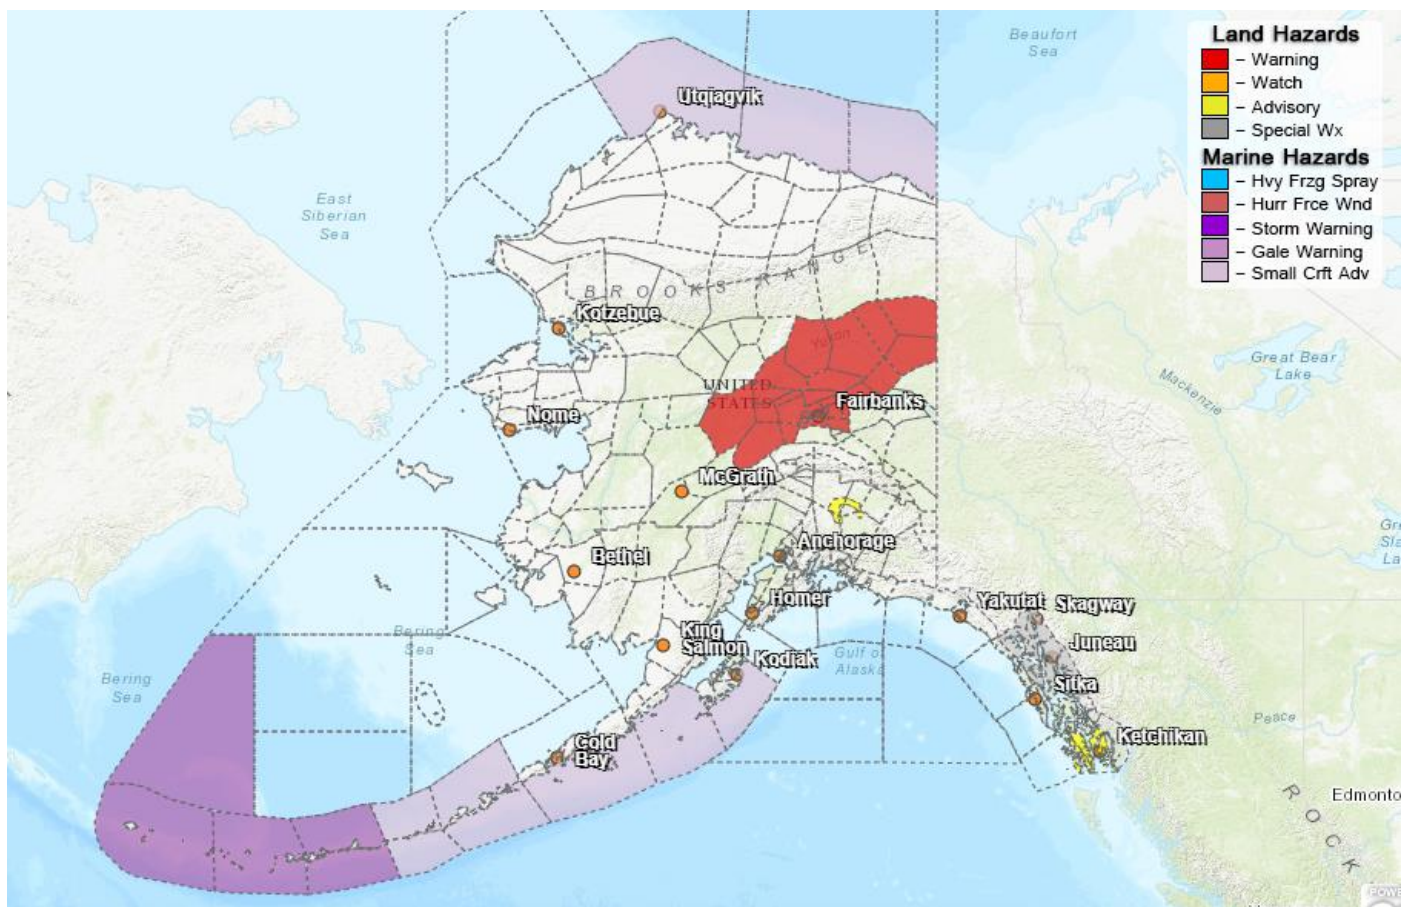 Land Hazards
– Warning
– Watch
– Advisory
– Special Wx
Marine Hazards
– Hvy Frzg Spray
– Hurr Frce Wnd
– Storm Warning
– Gale Warning
– Small Crft Adv
Beaufort
Sea
Utqiagvik
East
Siberian
Sea
BROOKS RANGE
Kotzebue
Yukon
Great Bear
Lake
Mackenzie
UNITED
STATES
Fairbanks
Nome
McGrath
Anchorage
Bethel
Homer
Yakutat
Skagway
King
Salmon
Juneau
Bering
Sea
Kodiak
Gulf of
Alaska
Bering
Sea
Sitka
Peace
Cold
Bay
Ketchikan
Edmonto
ROCK